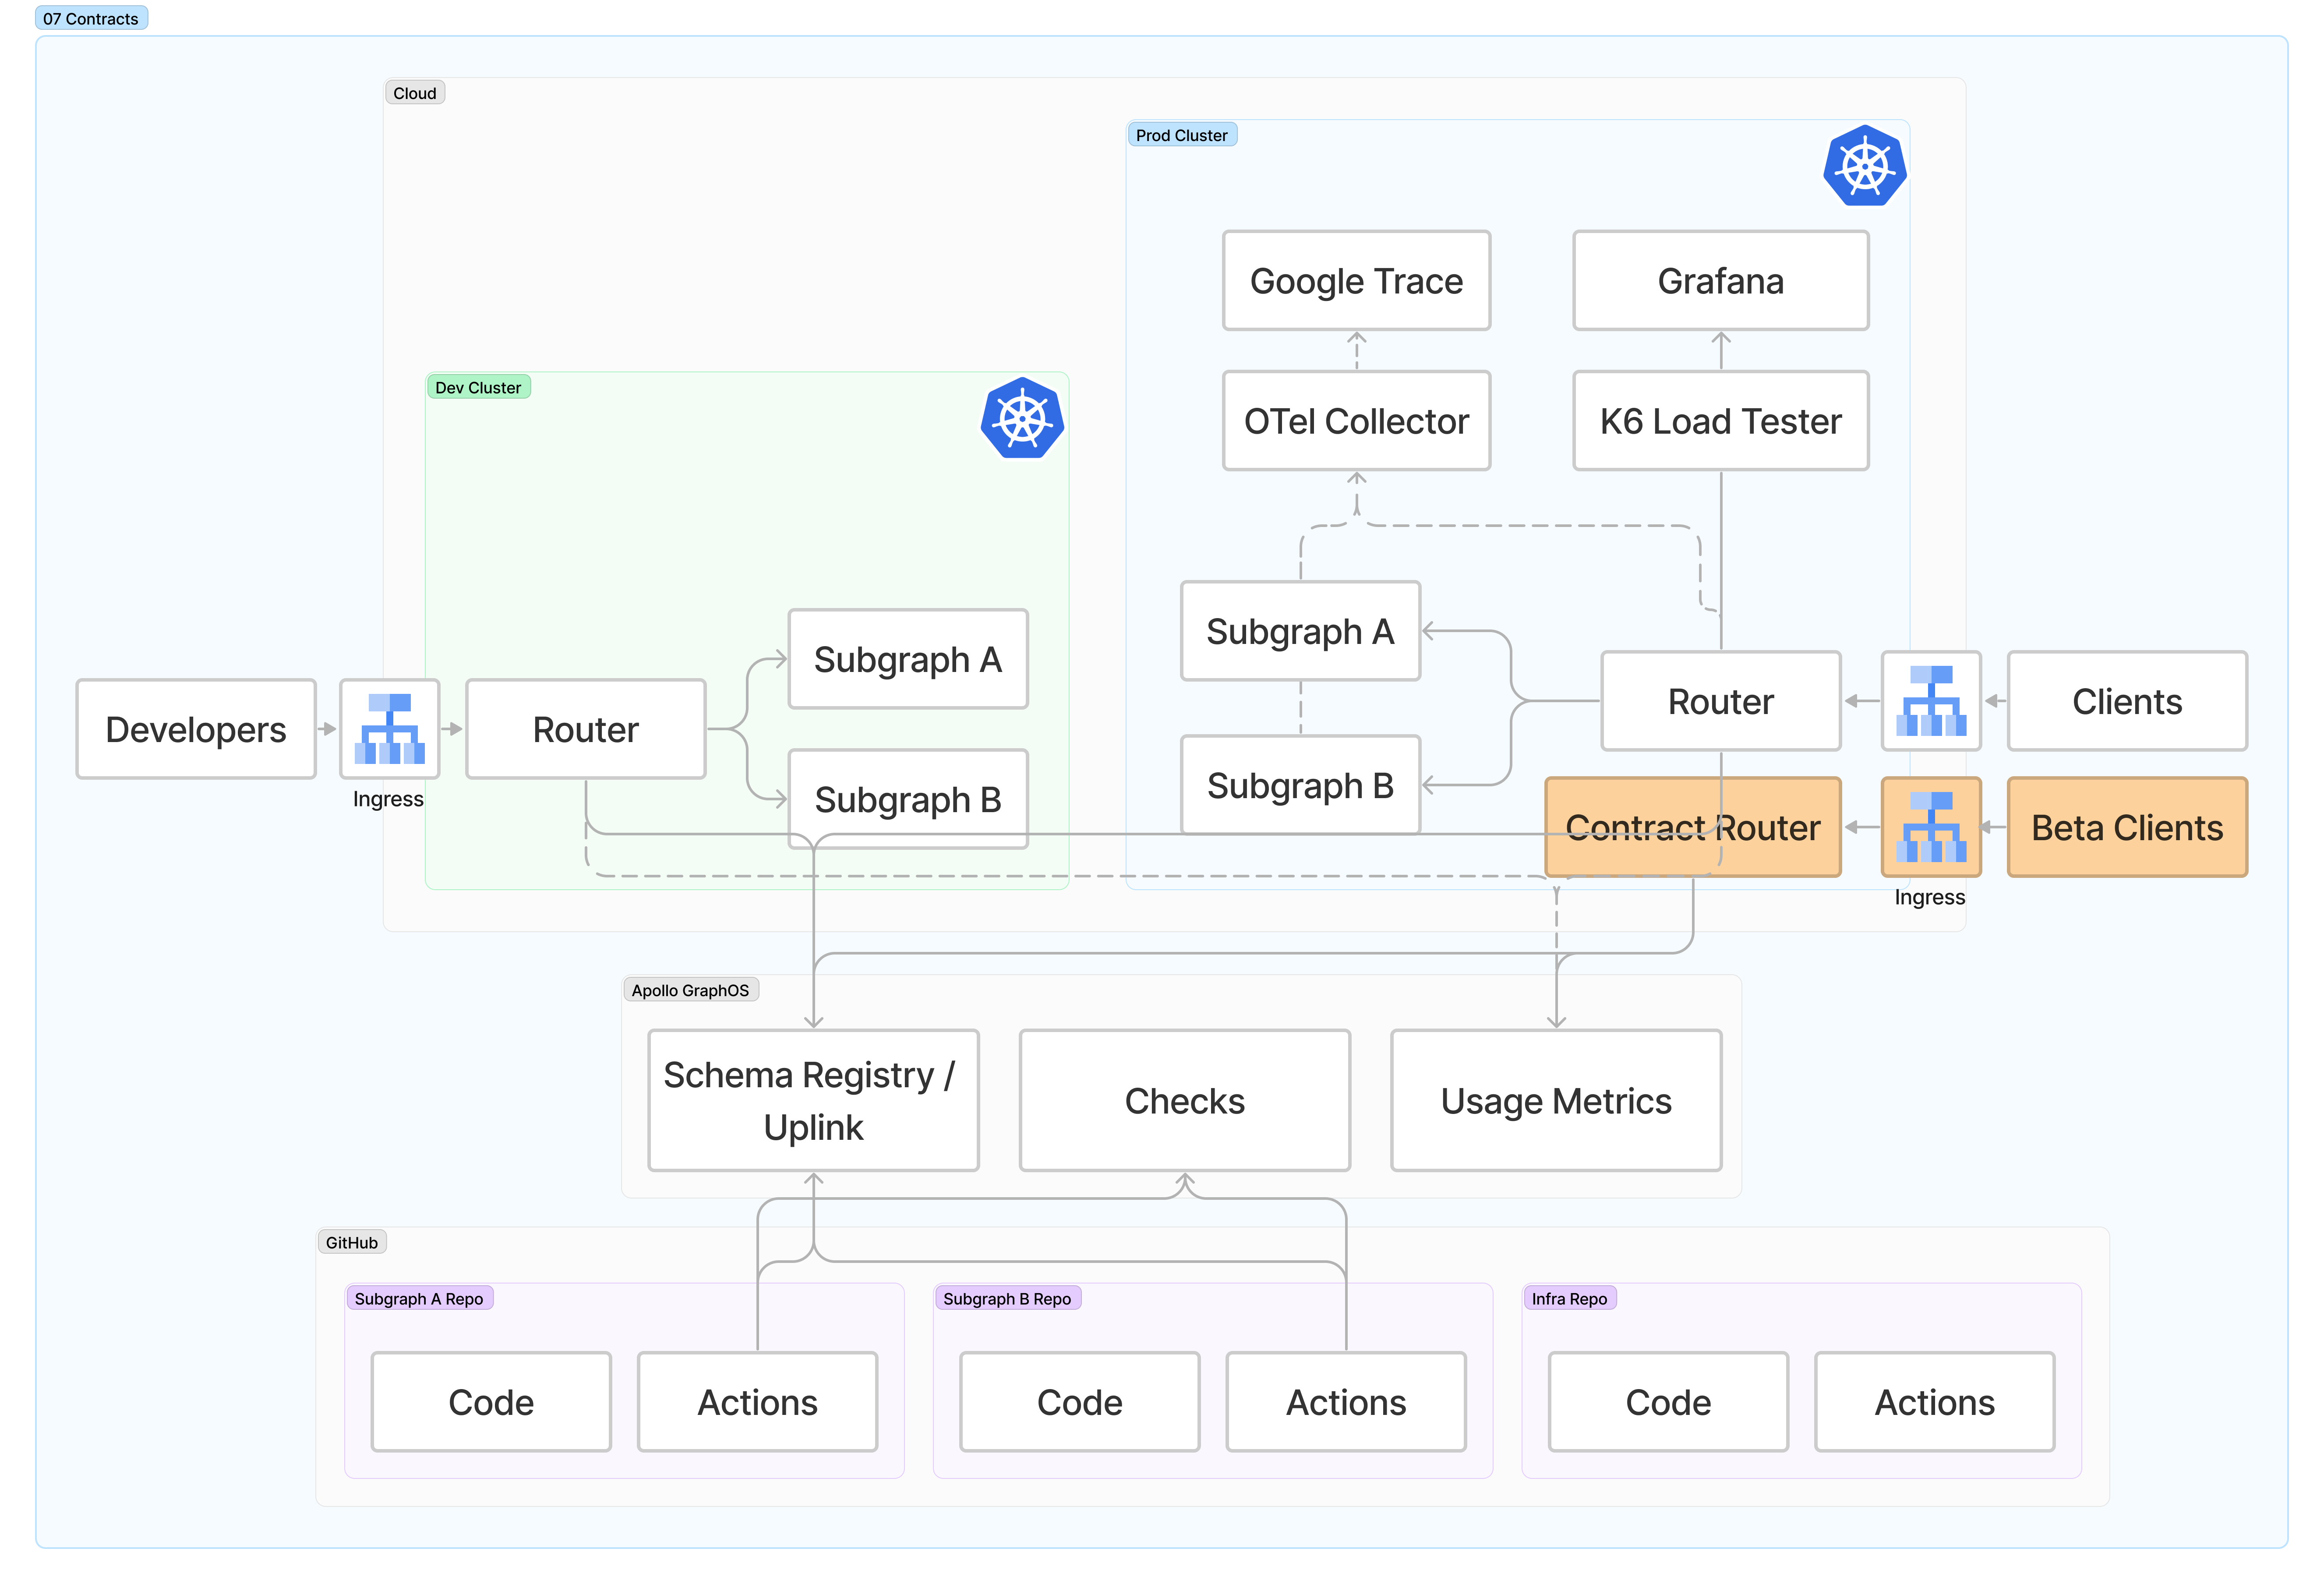 07 Contracts
Cloud
Prod Cluster
Google Trace
Grafana
Dev Cluster
OTel Collector
K6 Load Tester
Developers
Ingress
Router
Subgraph A
Subgraph B
Subgraph A
Subgraph B
Router
Clients
Contract Router
Beta Clients
Ingress
Apollo GraphOS
Schema Registry /
Uplink
Checks
Usage Metrics
GitHub
Subgraph A Repo
Code
Actions
Subgraph B Repo
Code
Actions
Infra Repo
Code
Actions